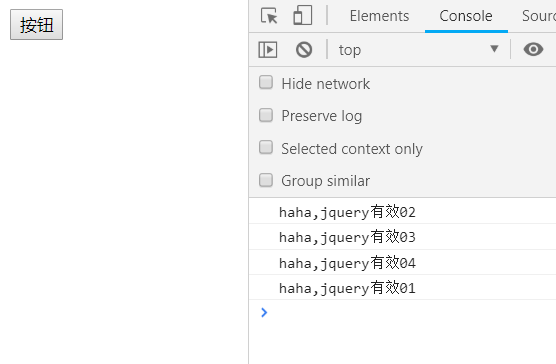 按钮
Elements Console Sour
top
Hide network
Preserve log
Selected context only
Group similar
haha,jquery有效02
haha,jquery有效03
haha,jquery有效04
haha,jquery有效01